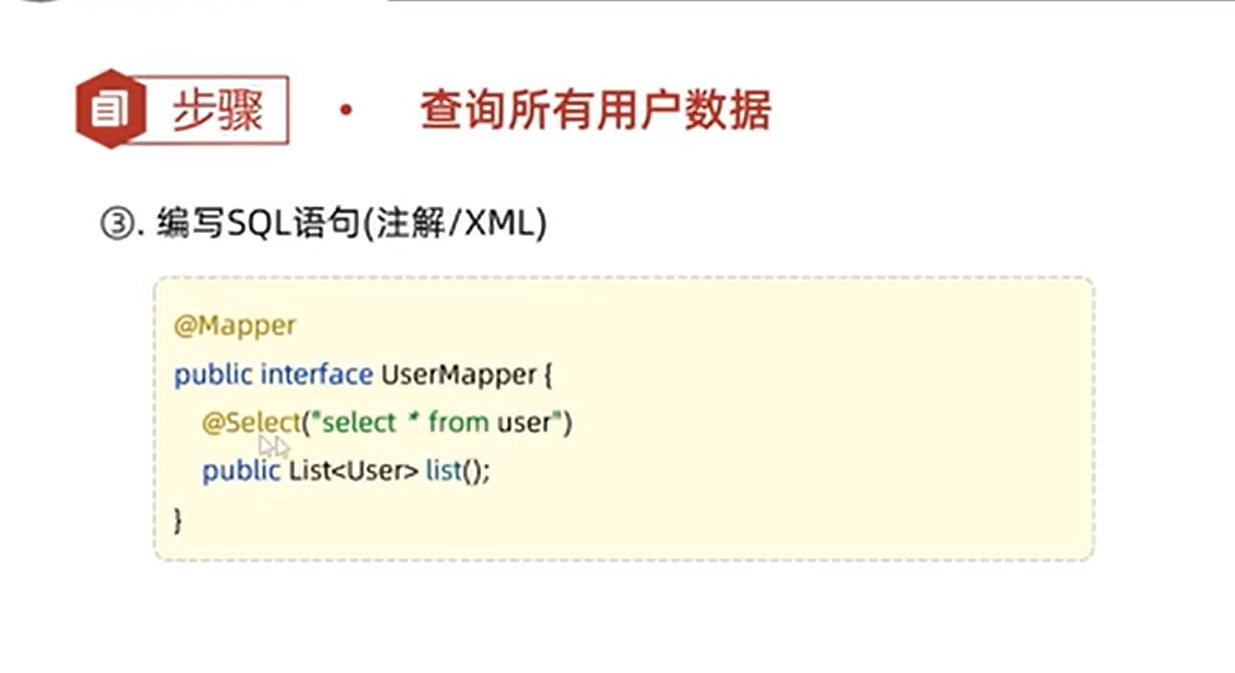 步骤 • 查询所有用户数据
③. 编写SQL语句(注解/XML)
@Mapper
public interface UserMapper {
@Select("select * from user")
public List<User> list();
}